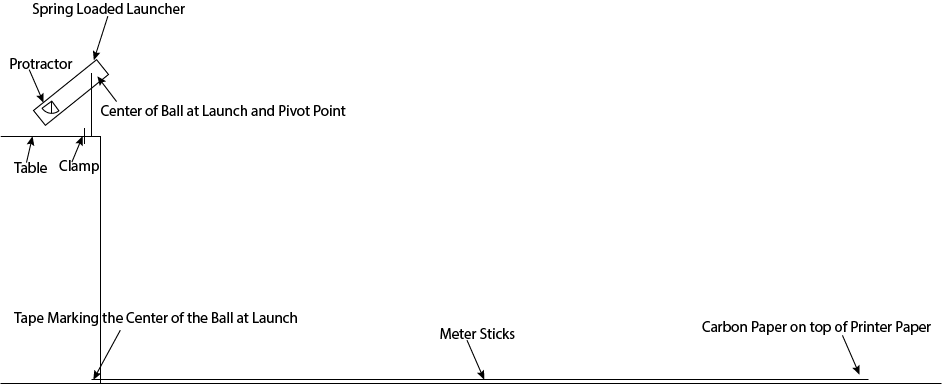 Spring Loaded Launcher
Protractor
Center of Ball at Launch and Pivot Point
Table
Clamp
Tape Marking the Center of the Ball at Launch
Meter Sticks
Carbon Paper on top of Printer Paper